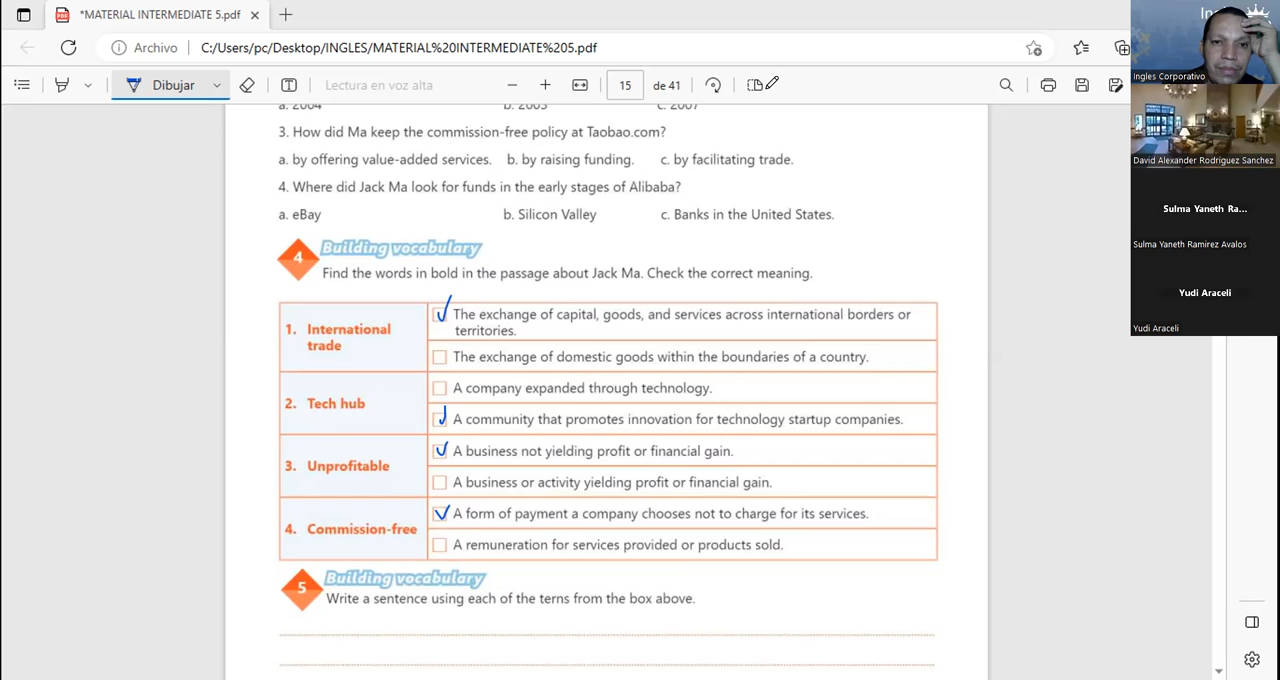 *MATERIAL INTERMEDIATE 5.pdf
Archivo
C:/Users/pc/Desktop/INGLES/MATERIAL%20INTERMEDIATE%205.pdf
Dibujar
Lectura en voz alta
15
de 41
a. 2004 b. 2003 c. 2007
3. How did Ma keep the commission-free policy at Taobao.com?
a. by offering value-added services. b. by raising funding. c. by facilitating trade.
4. Where did Jack Ma look for funds in the early stages of Alibaba?
a. eBay b. Silicon Valley c. Banks in the United States.
4 Building vocabulary
Find the words in bold in the passage about Jack Ma. Check the correct meaning.
1. International trade
The exchange of capital, goods, and services across international borders or
territories.
The exchange of domestic goods within the boundaries of a country.
2. Tech hub
A company expanded through technology.
A community that promotes innovation for technology startup companies.
3. Unprofitable
A business not yielding profit or financial gain.
A business or activity yielding profit or financial gain.
4. Commission-free
A form of payment a company chooses not to charge for its services.
A remuneration for services provided or products sold.
5 Building vocabulary
Write a sentence using each of the terns from the box above.
Ingles Corporativo
David Alexander Rodriguez Sanchez
Sulma Yaneth Ra...
Sulma Yaneth Ramirez Avalos
Yudi Araceli
Yudi Araceli